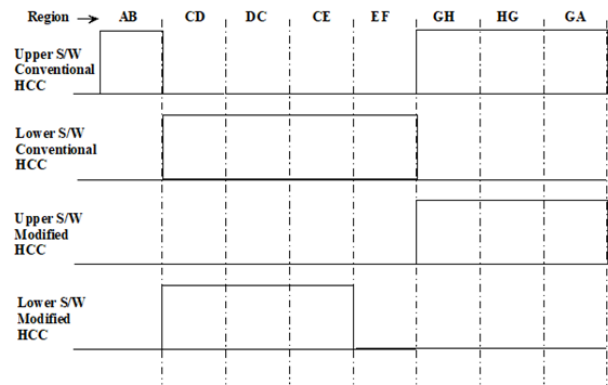 Region → AB CD DC CE EF GH HG GA
Upper S/W
Conventional
HCC
Lower S/W
Conventional
HCC
Upper S/W
Modified
HCC
Lower S/W
Modified
HCC